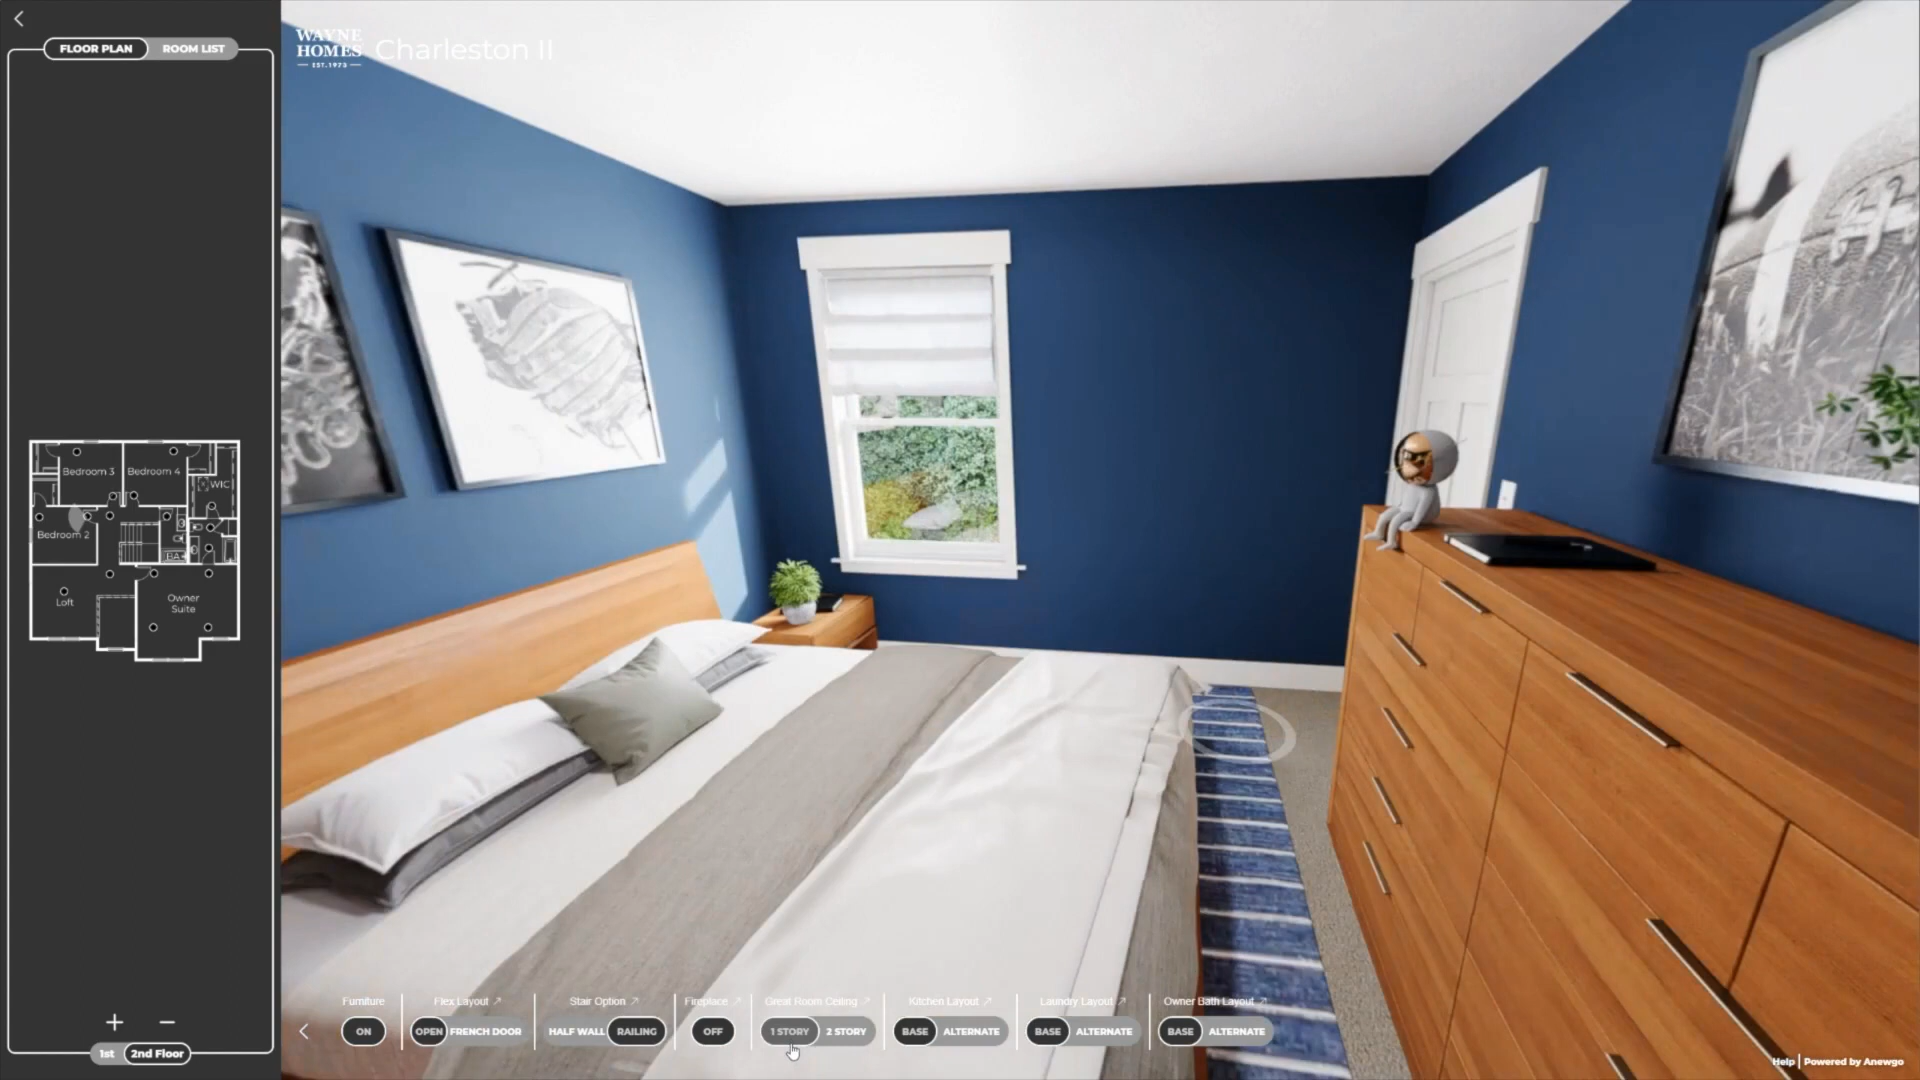 FLOOR PLAN
ROOM LIST
WAYNE
HOMES
EST. 1973
Charleston II
Bedroom 3
Bedroom 4
WIC
Bedroom 2
BA
Loft
Owner
Suite
1st
2nd Floor
Furniture
ON
Flex Layout
OPEN
FRENCH DOOR
Stair Option
HALF WALL
RAILING
Fireplace
OFF
Great Room Ceiling
1 STORY
2 STORY
Kitchen Layout
BASE
ALTERNATE
Laundry Layout
BASE
ALTERNATE
Owner Bath Layout
BASE
ALTERNATE
Help
Powered by Anewgo